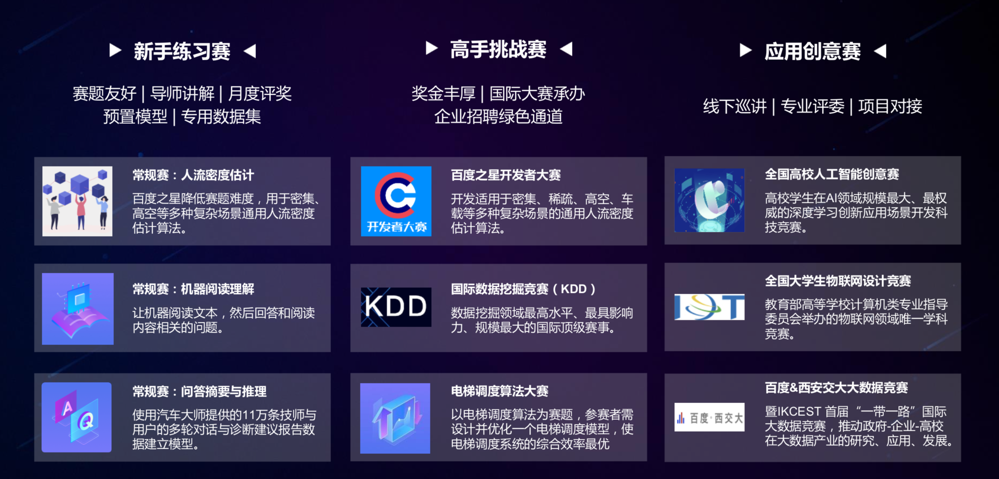 新手练习赛
赛题友好 | 导师讲解 | 月度评奖
预置模型 | 专用数据集
常规赛：人流密度估计
百度之星降低赛题难度，用于密集、
高空等多种复杂场景通用人流密度
估计算法。
常规赛：机器阅读理解
让机器阅读文本，然后回答和阅读
内容相关的问题。
A
Q
常规赛：问答摘要与推理
使用汽车大师提供的11万条技师与
用户的多轮对话与诊断建议报告数
据建立模型。
高手挑战赛
奖金丰厚 | 国际大赛承办
企业招聘绿色通道
开发者大赛
百度之星开发者大赛
开发适用于密集、稀疏、高空、车
载等多种复杂场景的通用人流密度
估计算法。
KDD
国际数据挖掘竞赛（KDD）
数据挖掘领域最高水平、最具影响
力、规模最大的国际顶级赛事。
电梯调度算法大赛
以电梯调度算法为赛题，参赛者需
设计并优化一个电梯调度模型，使
电梯调度系统的综合效率最优
应用创意赛
线下巡讲 | 专业评委 | 项目对接
全国高校人工智能创意赛
高校学生在AI领域规模最大、最权
威的深度学习创新应用场景开发科
技竞赛。
IOT
全国大学生物联网设计竞赛
教育部高等学校计算机类专业指导
委员会举办的物联网领域唯一学科
竞赛。
百度·西交大
百度&西安交大大数据竞赛
暨IKCEST 首届“一带一路”国际
大数据竞赛，推动政府-企业-高校
在大数据产业的研究、应用、发展。